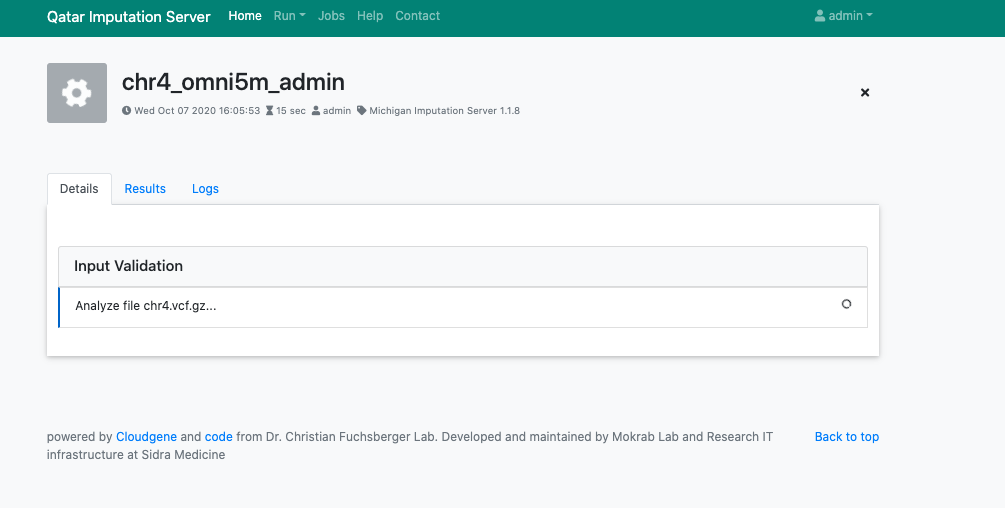 Qatar Imputation Server Home Run Jobs Help Contact admin
chr4_omni5m_admin
Wed Oct 07 2020 16:05:53 15 sec admin Michigan Imputation Server 1.1.8
Details Results Logs
Input Validation
Analyze file chr4.vcf.gz...
powered by Cloudgene and code from Dr. Christian Fuchsberger Lab. Developed and maintained by Mokrab Lab and Research IT
infrastructure at Sidra Medicine
Back to top